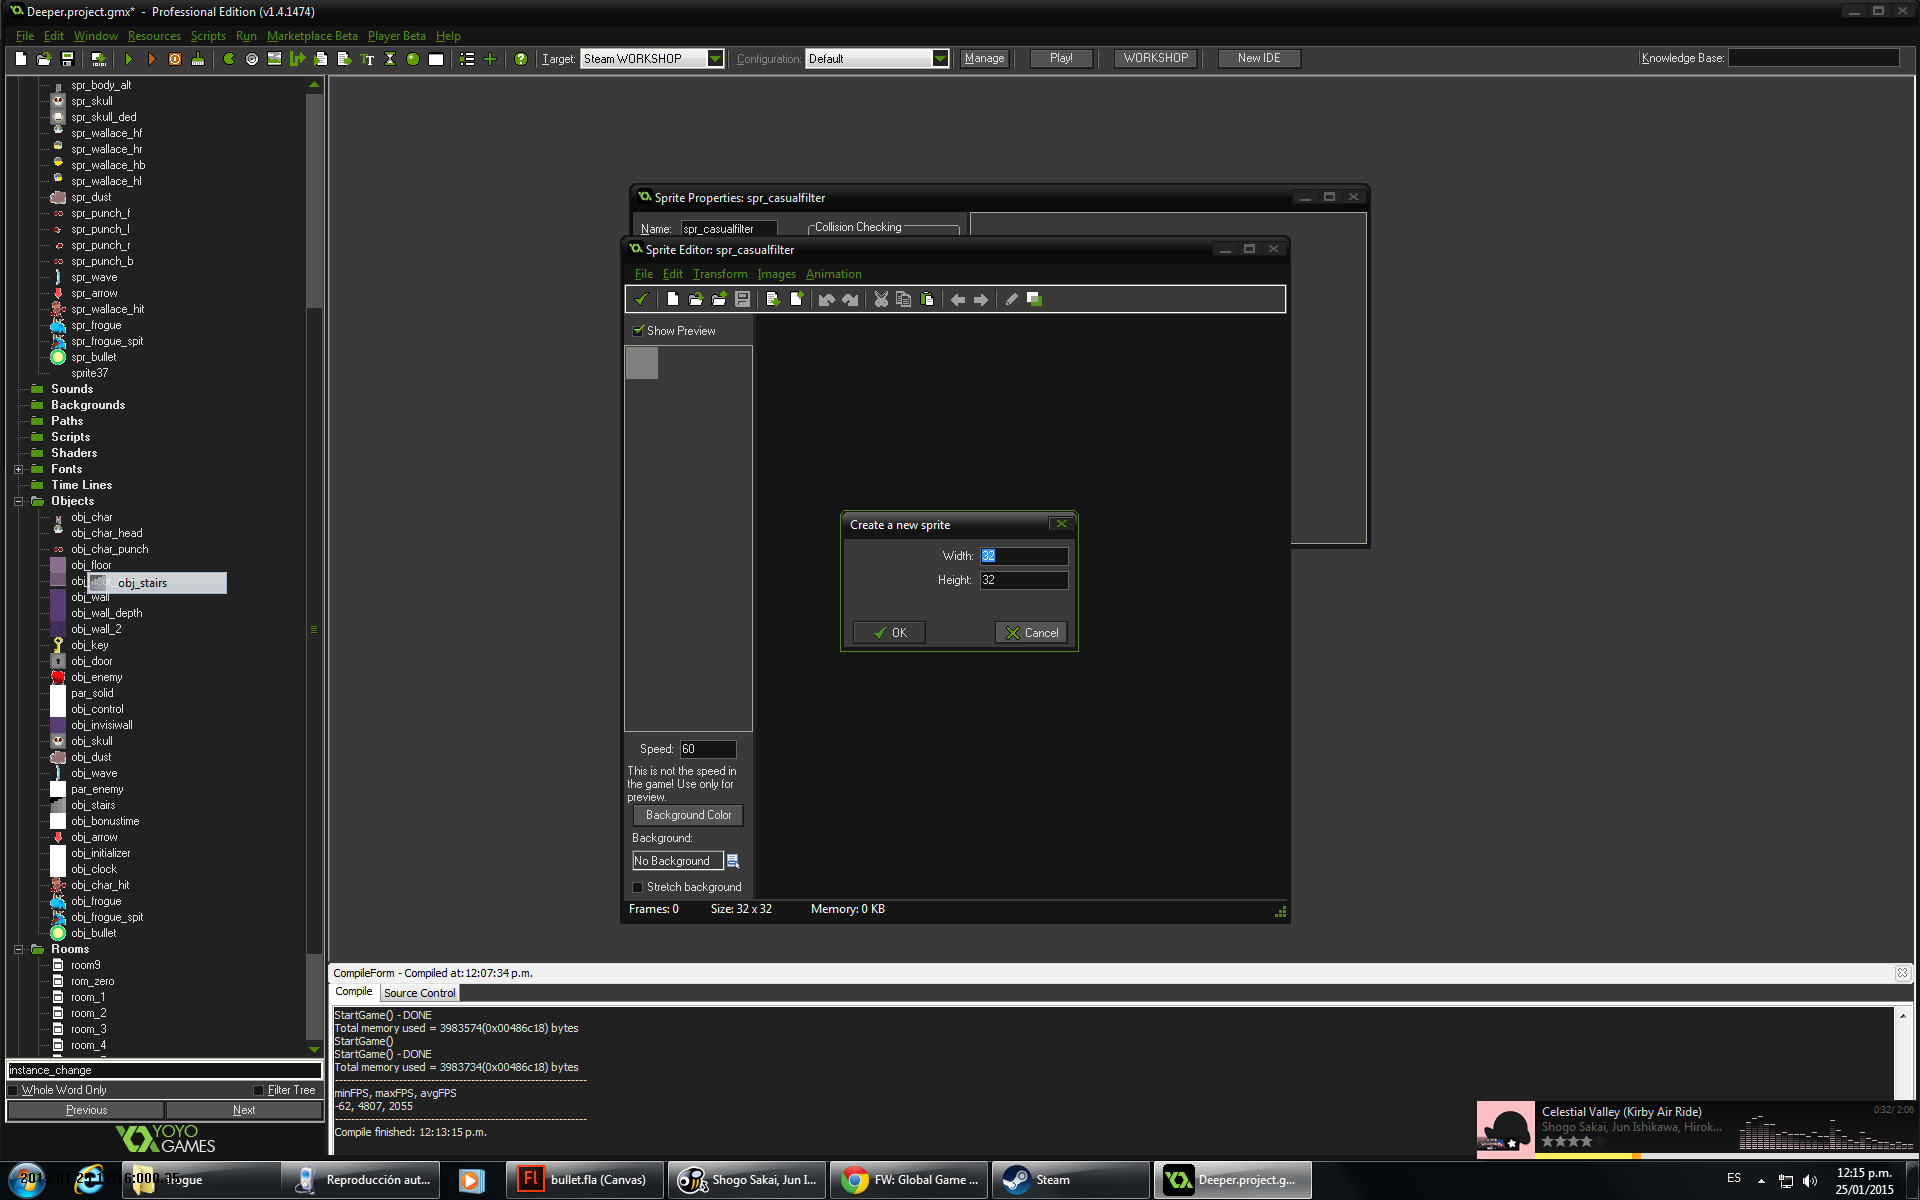 Deeper.project.gmx* - Professional Edition (v1.4.1474)
File Edit Window Resources Scripts Run Marketplace Beta Player Beta Help
Target: Steam WORKSHOP Configuration: Default Manage Play! WORKSHOP New IDE Knowledge Base:
spr_body_alt
spr_skull
spr_skull_ded
spr_wallace_hf
spr_wallace_hr
spr_wallace_hb
spr_wallace_hl
spr_dust
spr_punch_f
spr_punch_l
spr_punch_r
spr_punch_b
spr_wave
spr_arrow
spr_wallace_hit
spr_frogue
spr_frogue_spit
spr_bullet
sprite37
Sounds
Backgrounds
Paths
Scripts
Shaders
Fonts
Time Lines
Objects
obj_char
obj_char_head
obj_char_punch
obj_floor
obj_stairs
obj_wall
obj_wall_depth
obj_wall_2
obj_key
obj_door
obj_enemy
par_solid
obj_control
obj_invisiwall
obj_skull
obj_dust
obj_wave
par_enemy
obj_stairs
obj_bonustime
obj_arrow
obj_initializer
obj_clock
obj_char_hit
obj_frogue
obj_frogue_spit
obj_bullet
Rooms
room9
rom_zero
room_1
room_2
room_3
room_4
instance_change
Whole Word Only Filter Tree
Previous Next
YOYO
GAMES
Sprite Properties: spr_casualfilter
Name: spr_casualfilter Collision Checking
Sprite Editor: spr_casualfilter
File Edit Transform Images Animation
Show Preview
Create a new sprite
Width: 32
Height: 32
OK Cancel
Speed: 60
This is not the speed in
the game! Use only for
preview.
Background Color
Background:
No Background
Stretch background
Frames: 0 Size: 32 x 32 Memory: 0 KB
CompileForm - Compiled at: 12:07:34 p.m.
Compile Source Control
StartGame() - DONE
Total memory used = 3983574(0x00486c18) bytes
StartGame()
StartGame() - DONE
Total memory used = 3983734(0x00486c18) bytes
minFPS, maxFPS, avgFPS
-62, 4807, 2055
Compile finished: 12:13:15 p.m.
Celestial Valley (Kirby Air Ride) 0:32/ 2:06
Shogo Sakai, Jun Ishikawa, Hirok...
Reproducción aut...
Fl bullet.fla (Canvas)
Shogo Sakai, Jun I...
FW: Global Game ...
Steam
Deeper.project.g...
ES
12:15 p.m.
25/01/2015